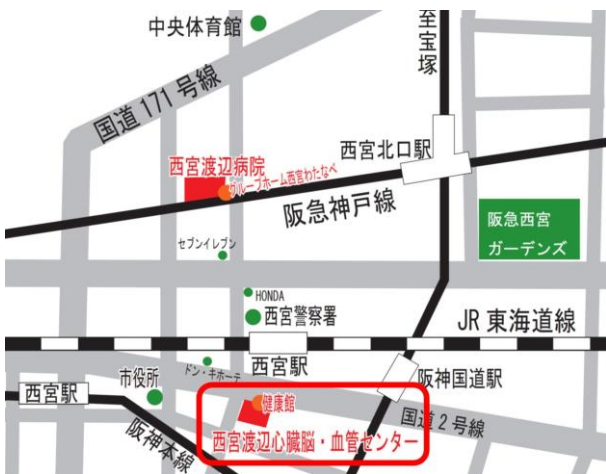 中央体育館
至宝塚
国道171号線
西宮渡辺病院
グループホーム西宮わたなべ
西宮北口駅
阪急神戸線
阪急西宮
ガーデンズ
セブンイレブン
HONDA
西宮警察署
JR東海道線
西宮駅
ドン・キホーテ
阪神国道駅
西宮駅
市役所
健康館
国道2号線
阪神本線
西宮渡辺心臓脳・血管センター